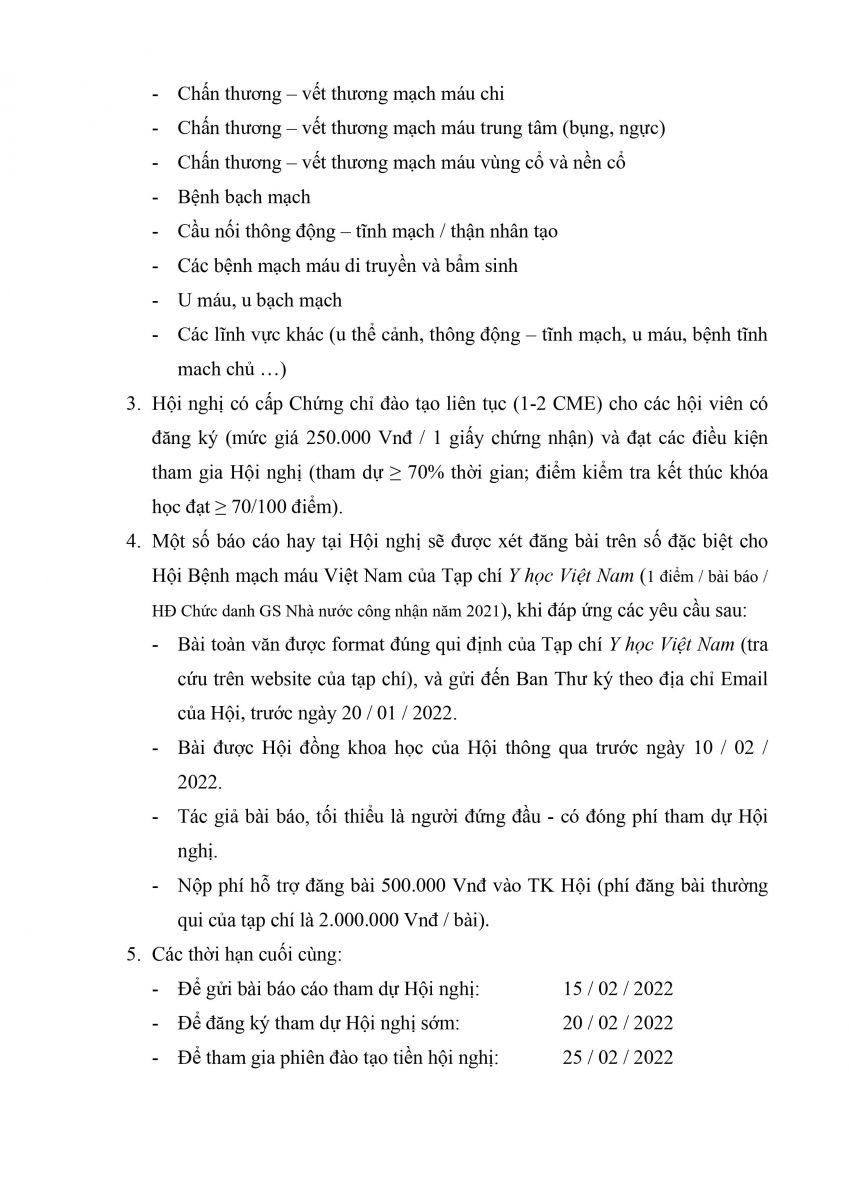 - Chấn thương – vết thương mạch máu chi
- Chấn thương – vết thương mạch máu trung tâm (bụng, ngực)
- Chấn thương – vết thương mạch máu vùng cổ và nền cổ
- Bệnh bạch mạch
- Cầu nối thông động – tĩnh mạch / thận nhân tạo
- Các bệnh mạch máu di truyền và bẩm sinh
- U máu, u bạch mạch
- Các lĩnh vực khác (u thể cảnh, thông động – tĩnh mạch, u máu, bệnh tĩnh
mach chủ …)
3. Hội nghị có cấp Chứng chỉ đào tạo liên tục (1-2 CME) cho các hội viên có
đăng ký (mức giá 250.000 Vnđ / 1 giấy chứng nhận) và đạt các điều kiện
tham gia Hội nghị (tham dự ≥ 70% thời gian; điểm kiểm tra kết thúc khóa
học đạt ≥ 70/100 điểm).
4. Một số báo cáo hay tại Hội nghị sẽ được xét đăng bài trên số đặc biệt cho
Hội Bệnh mạch máu Việt Nam của Tạp chí Y học Việt Nam (1 điểm / bài báo /
HĐ Chức danh GS Nhà nước công nhận năm 2021), khi đáp ứng các yêu cầu sau:
- Bài toàn văn được format đúng qui định của Tạp chí Y học Việt Nam (tra
cứu trên website của tạp chí), và gửi đến Ban Thư ký theo địa chỉ Email
của Hội, trước ngày 20 / 01 / 2022.
- Bài được Hội đồng khoa học của Hội thông qua trước ngày 10 / 02 /
2022.
- Tác giả bài báo, tối thiểu là người đứng đầu - có đóng phí tham dự Hội
nghị.
- Nộp phí hỗ trợ đăng bài 500.000 Vnđ vào TK Hội (phí đăng bài thường
qui của tạp chí là 2.000.000 Vnđ / bài).
5. Các thời hạn cuối cùng:
- Để gửi bài báo cáo tham dự Hội nghị: 15 / 02 / 2022
- Để đăng ký tham dự Hội nghị sớm: 20 / 02 / 2022
- Để tham gia phiên đào tạo tiền hội nghị: 25 / 02 / 2022